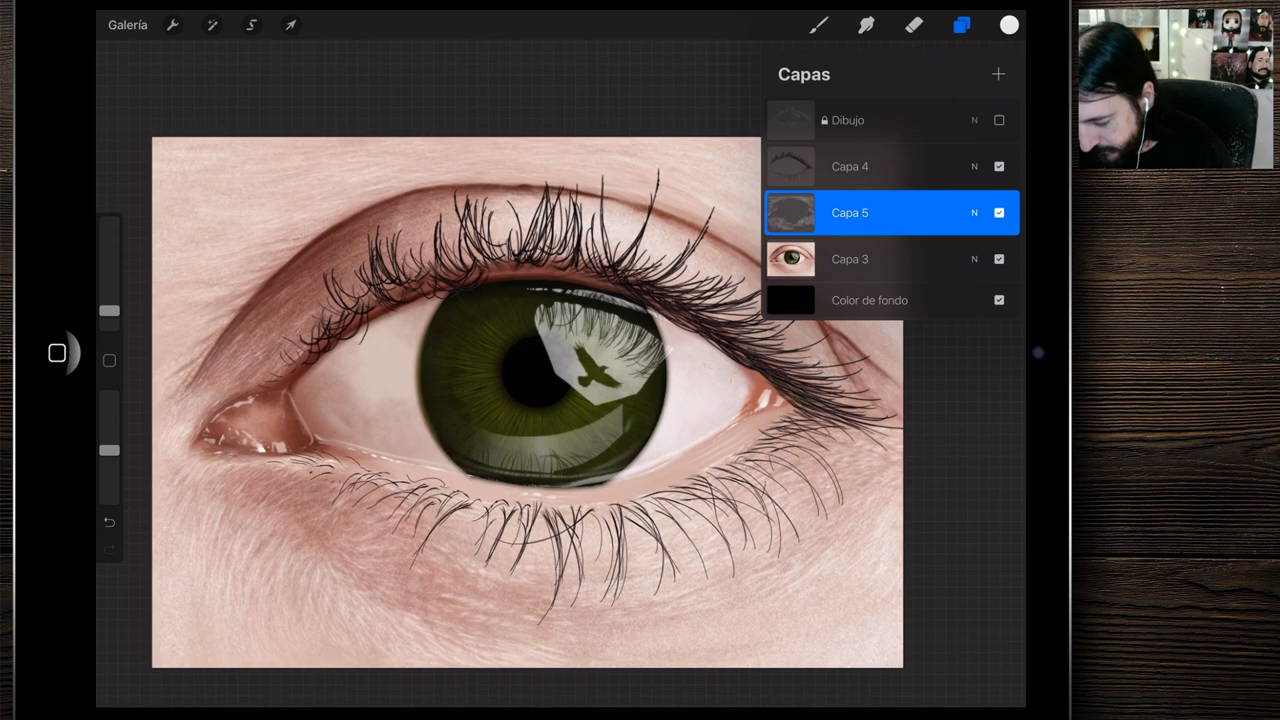 Galería
Capas
Dibujo N
Capa 4 N
Capa 5 N
Capa 3 N
Color de fondo